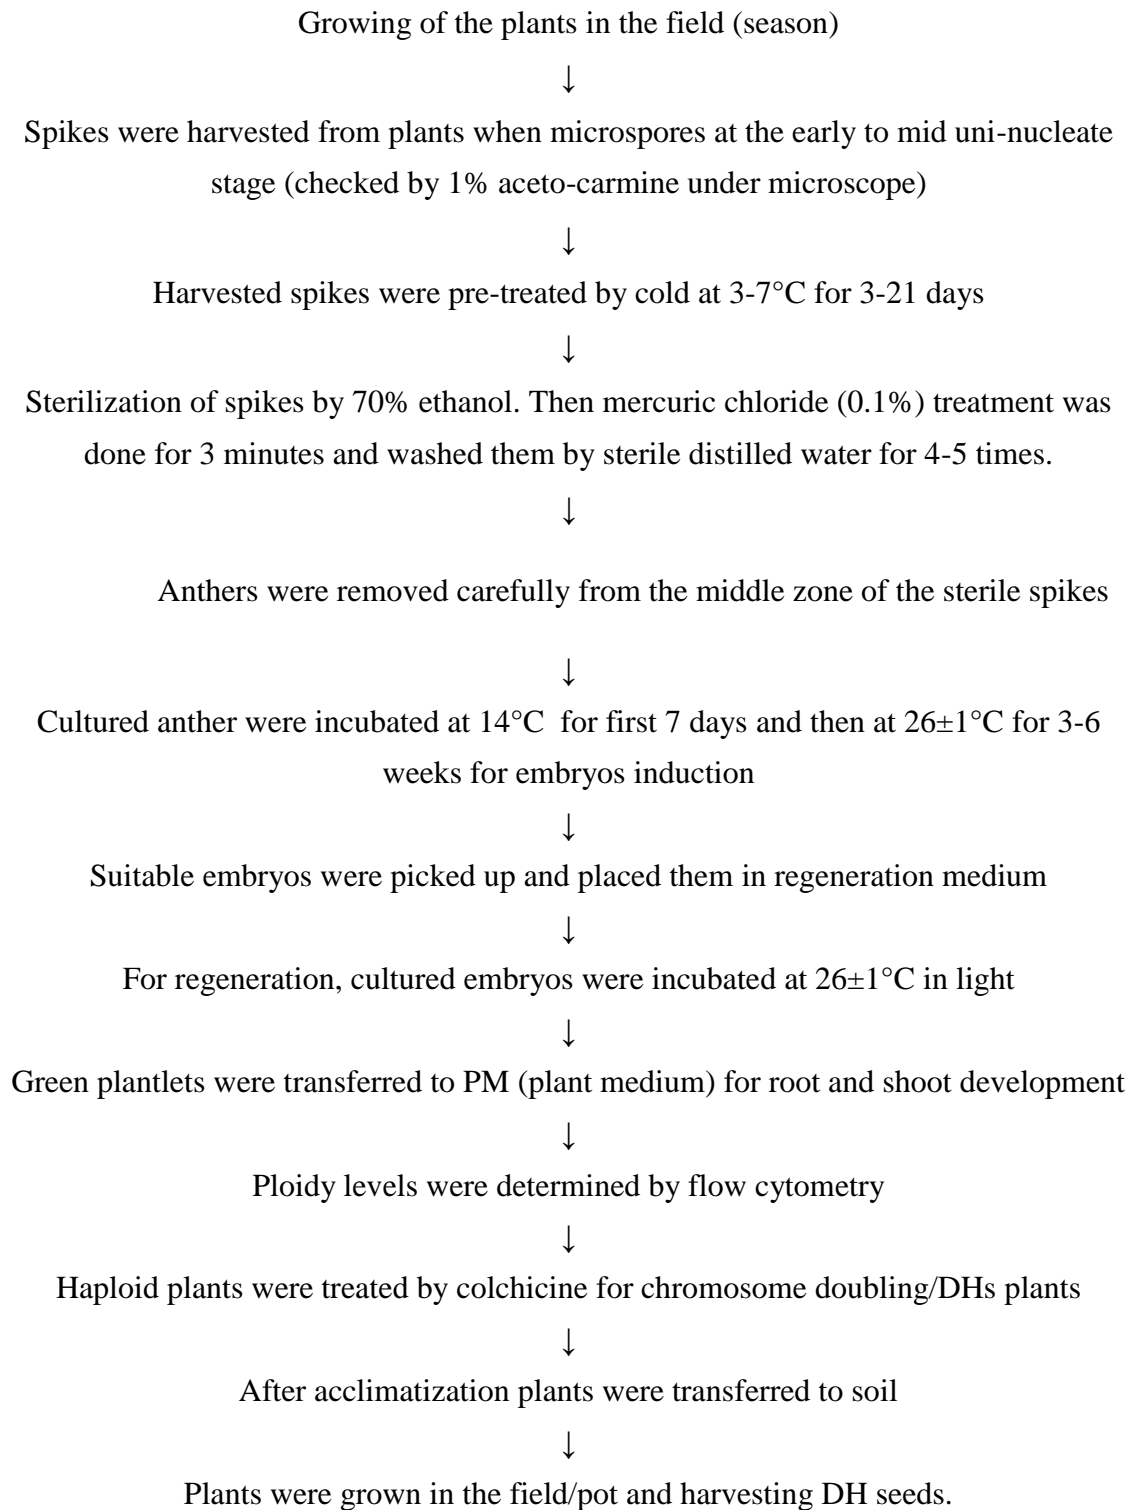 Growing of the plants in the field (season)
↓
Spikes were harvested from plants when microspores at the early to mid uni-nucleate
stage (checked by 1% aceto-carmine under microscope)
↓
Harvested spikes were pre-treated by cold at 3-7°C for 3-21 days
↓
Sterilization of spikes by 70% ethanol. Then mercuric chloride (0.1%) treatment was
done for 3 minutes and washed them by sterile distilled water for 4-5 times.
↓
Anthers were removed carefully from the middle zone of the sterile spikes
↓
Cultured anther were incubated at 14°C for first 7 days and then at 26±1°C for 3-6
weeks for embryos induction
↓
Suitable embryos were picked up and placed them in regeneration medium
↓
For regeneration, cultured embryos were incubated at 26±1°C in light
↓
Green plantlets were transferred to PM (plant medium) for root and shoot development
↓
Ploidy levels were determined by flow cytometry
↓
Haploid plants were treated by colchicine for chromosome doubling/DHs plants
↓
After acclimatization plants were transferred to soil
↓
Plants were grown in the field/pot and harvesting DH seeds.